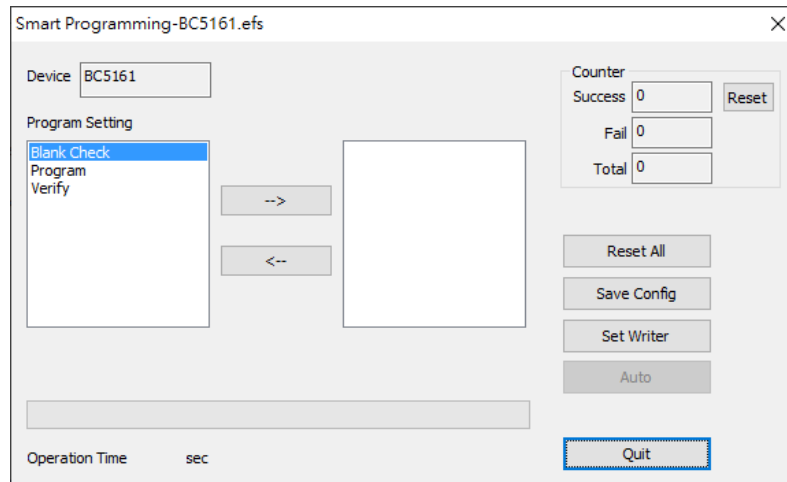 Smart Programming-BC5161.efs
Device BC5161
Program Setting
Blank Check
Program
Verify
-->
<--
Counter
Success 0 Reset
Fail 0
Total 0
Reset All
Save Config
Set Writer
Auto
Operation Time sec
Quit